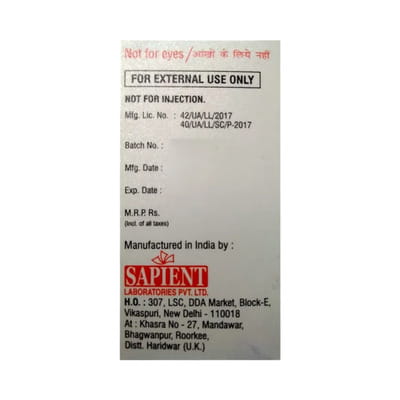 Not for eyes/आंखों के लिये नहीं
FOR EXTERNAL USE ONLY
NOT FOR INJECTION.
Mfg. Lic. No. : 42/UA/LL/2017
40/UA/LL/SC/P-2017
Batch No. :
Mfg. Date :
Exp. Date :
M.R.P. Rs.
(Incl. of all taxes)
Manufactured in India by :
SAPIENT
LABORATORIES PVT. LTD.
H.O. : 307, LSC, DDA Market, Block-E,
Vikaspuri, New Delhi - 110018
At : Khasra No - 27, Mandawar,
Bhagwanpur, Roorkee,
Distt. Haridwar (U.K.)